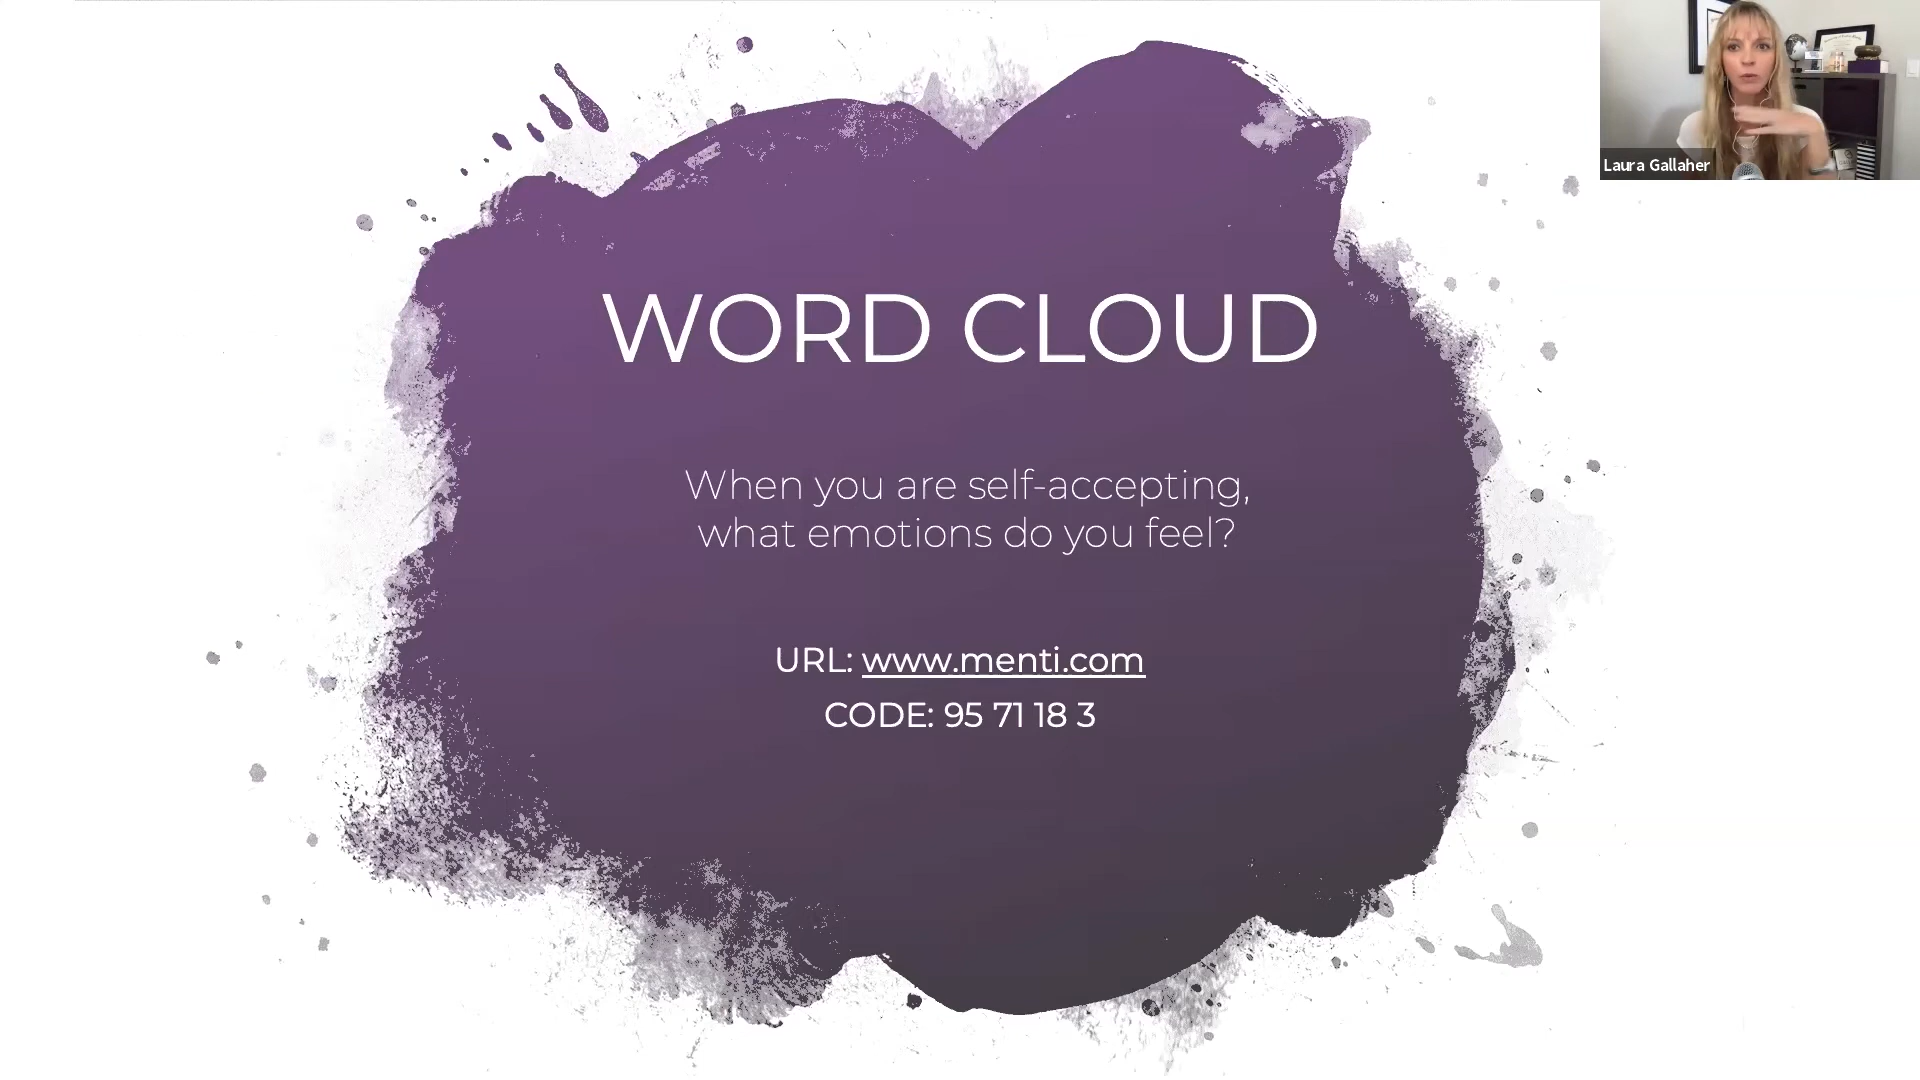 WORD CLOUD
When you are self-accepting,
what emotions do you feel?
URL: www.menti.com
CODE: 95 71 18 3
Laura Gallaher